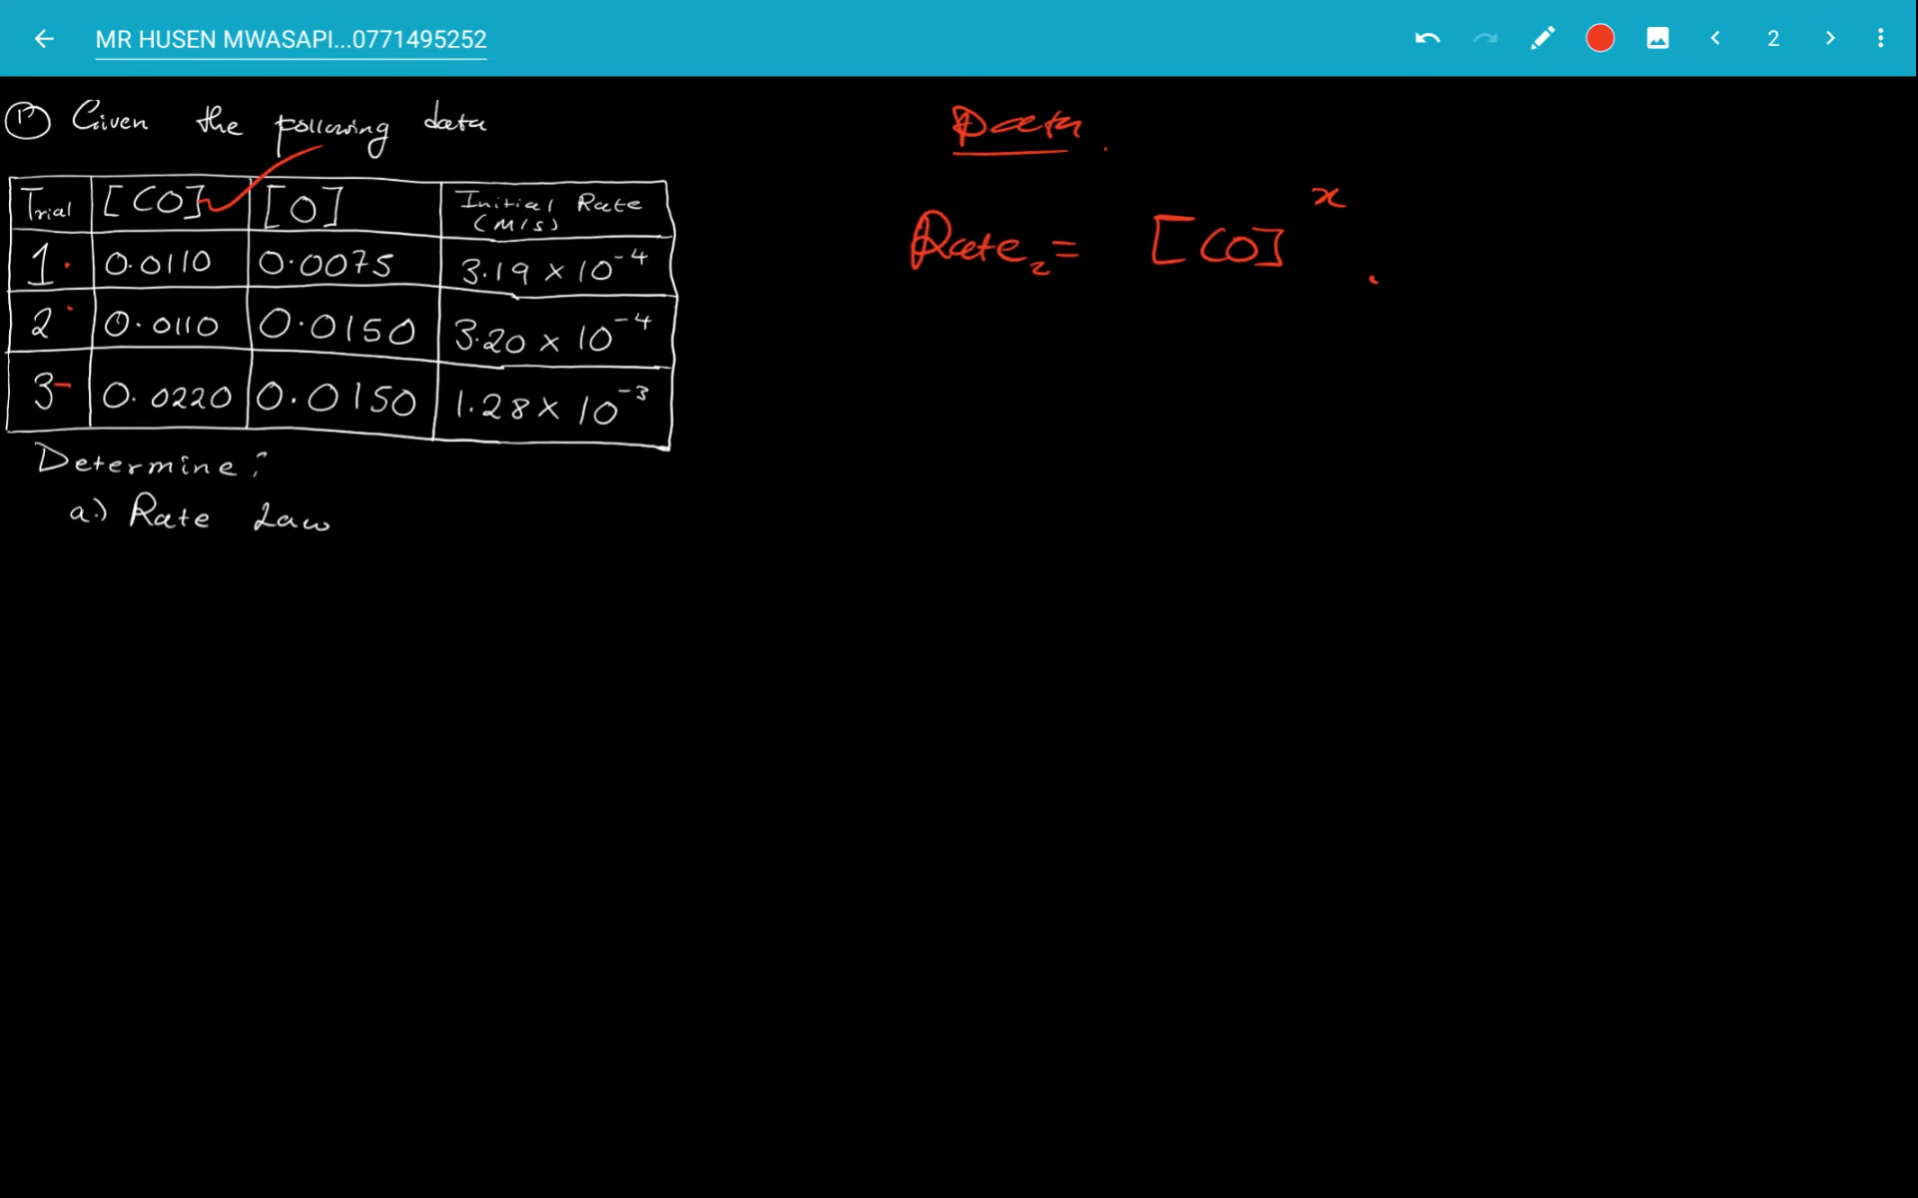 MR HUSEN MWASAPI...0771495252
2
① Given the following data
Trial [CO] [O] Initial Rate (M/s)
1 0.0110 0.0075 3.19 × 10⁻⁴
2 0.0110 0.0150 3.20 × 10⁻⁴
3 0.0220 0.0150 1.28 × 10⁻³
Determine:
a.) Rate Law
Data.
Rate₂ = [CO]ˣ